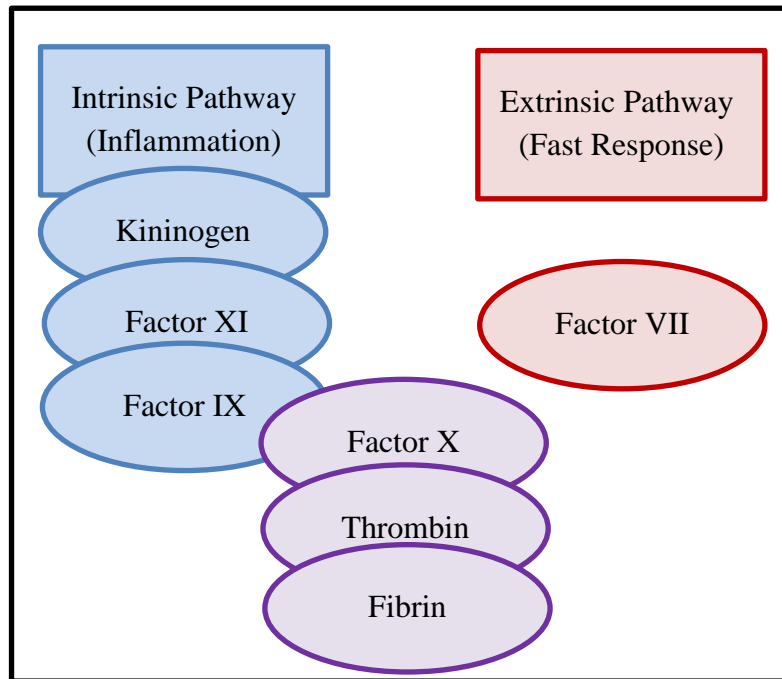 Intrinsic Pathway
(Inflammation)
Extrinsic Pathway
(Fast Response)
Kininogen
Factor XI
Factor VII
Factor IX
Factor X
Thrombin
Fibrin